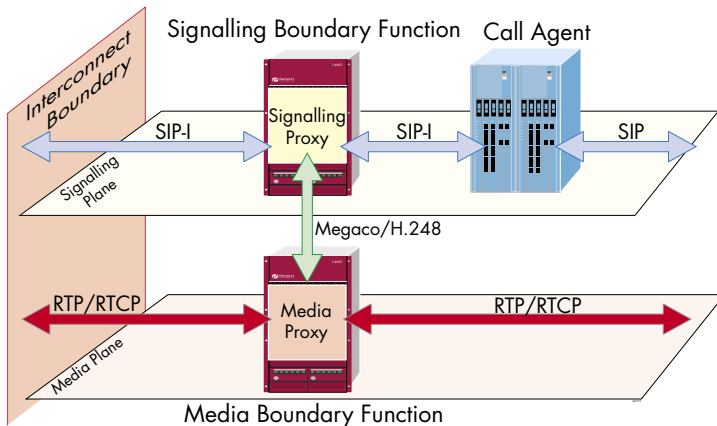 Signalling Boundary Function
Call Agent
Interconnect
Boundary
Signalling
Proxy
SIP-I
SIP-I
SIP
Signalling
Plane
Megaco/H.248
Media
Proxy
RTP/RTCP
RTP/RTCP
Media Plane
Media Boundary Function